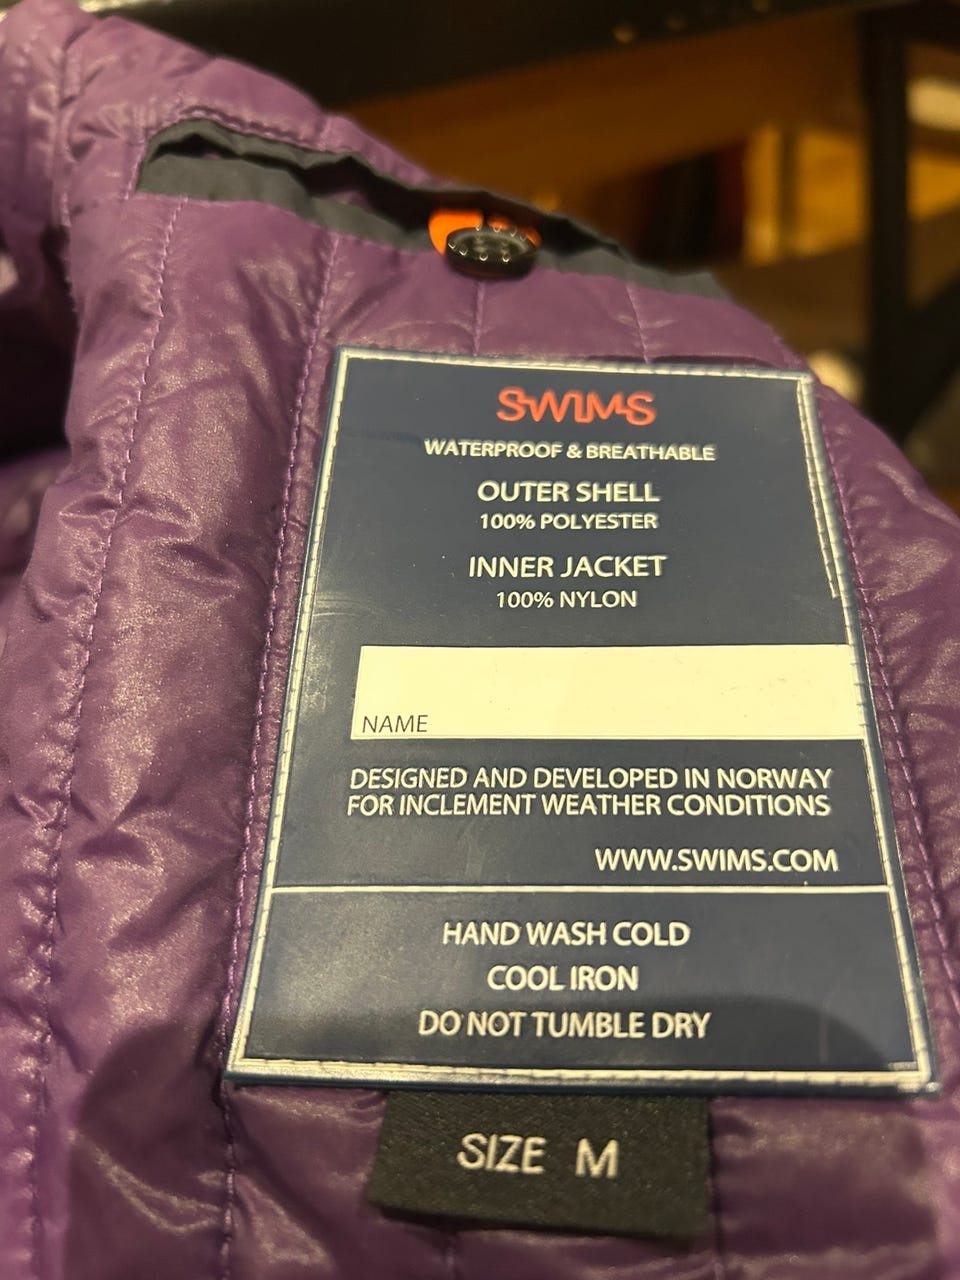 SWIMS
WATERPROOF & BREATHABLE
OUTER SHELL
100% POLYESTER
INNER JACKET
100% NYLON
NAME
DESIGNED AND DEVELOPED IN NORWAY
FOR INCLEMENT WEATHER CONDITIONS
WWW.SWIMS.COM
HAND WASH COLD
COOL IRON
DO NOT TUMBLE DRY
SIZE M